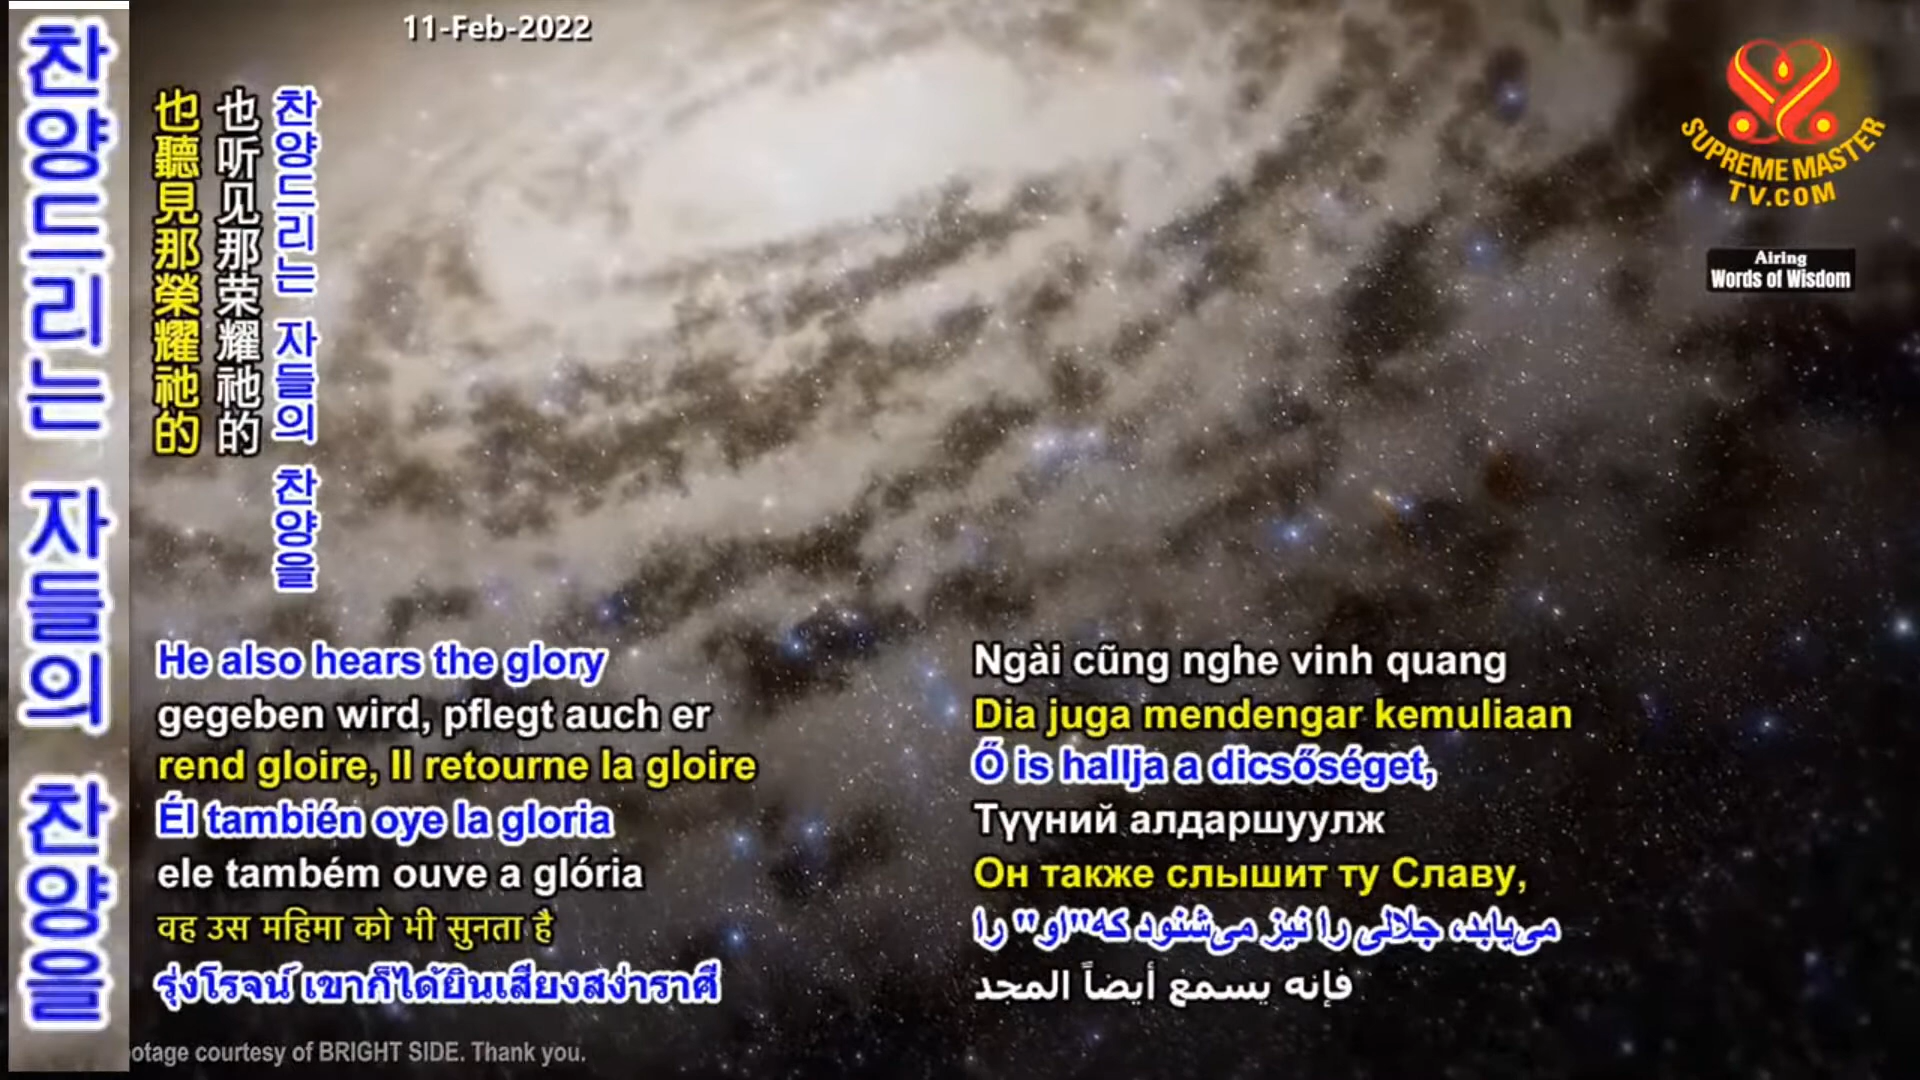 11-Feb-2022
찬양드리는 자들의 찬양을
也聽見那榮耀祂的
也听见那荣耀祂的
찬양드리는 자들의 찬양을
SUPREME MASTER
TV.COM
Airing
Words of Wisdom
He also hears the glory
gegeben wird, pflegt auch er
rend gloire, Il retourne la gloire
Él también oye la gloria
ele também ouve a glória
वह उस महिमा को भी सुनता है
รุ่งโรจน์ เขาก็ได้ยินเสียงสง่าราศี
Ngài cũng nghe vinh quang
Dia juga mendengar kemuliaan
Ő is hallja a dicsőséget,
Түүний алдаршуулж
Он также слышит ту Славу,
می‌یابد، جلالی را نیز می‌شنود که"او" را
فإنه يسمع أيضاً المجد
otage courtesy of BRIGHT SIDE. Thank you.